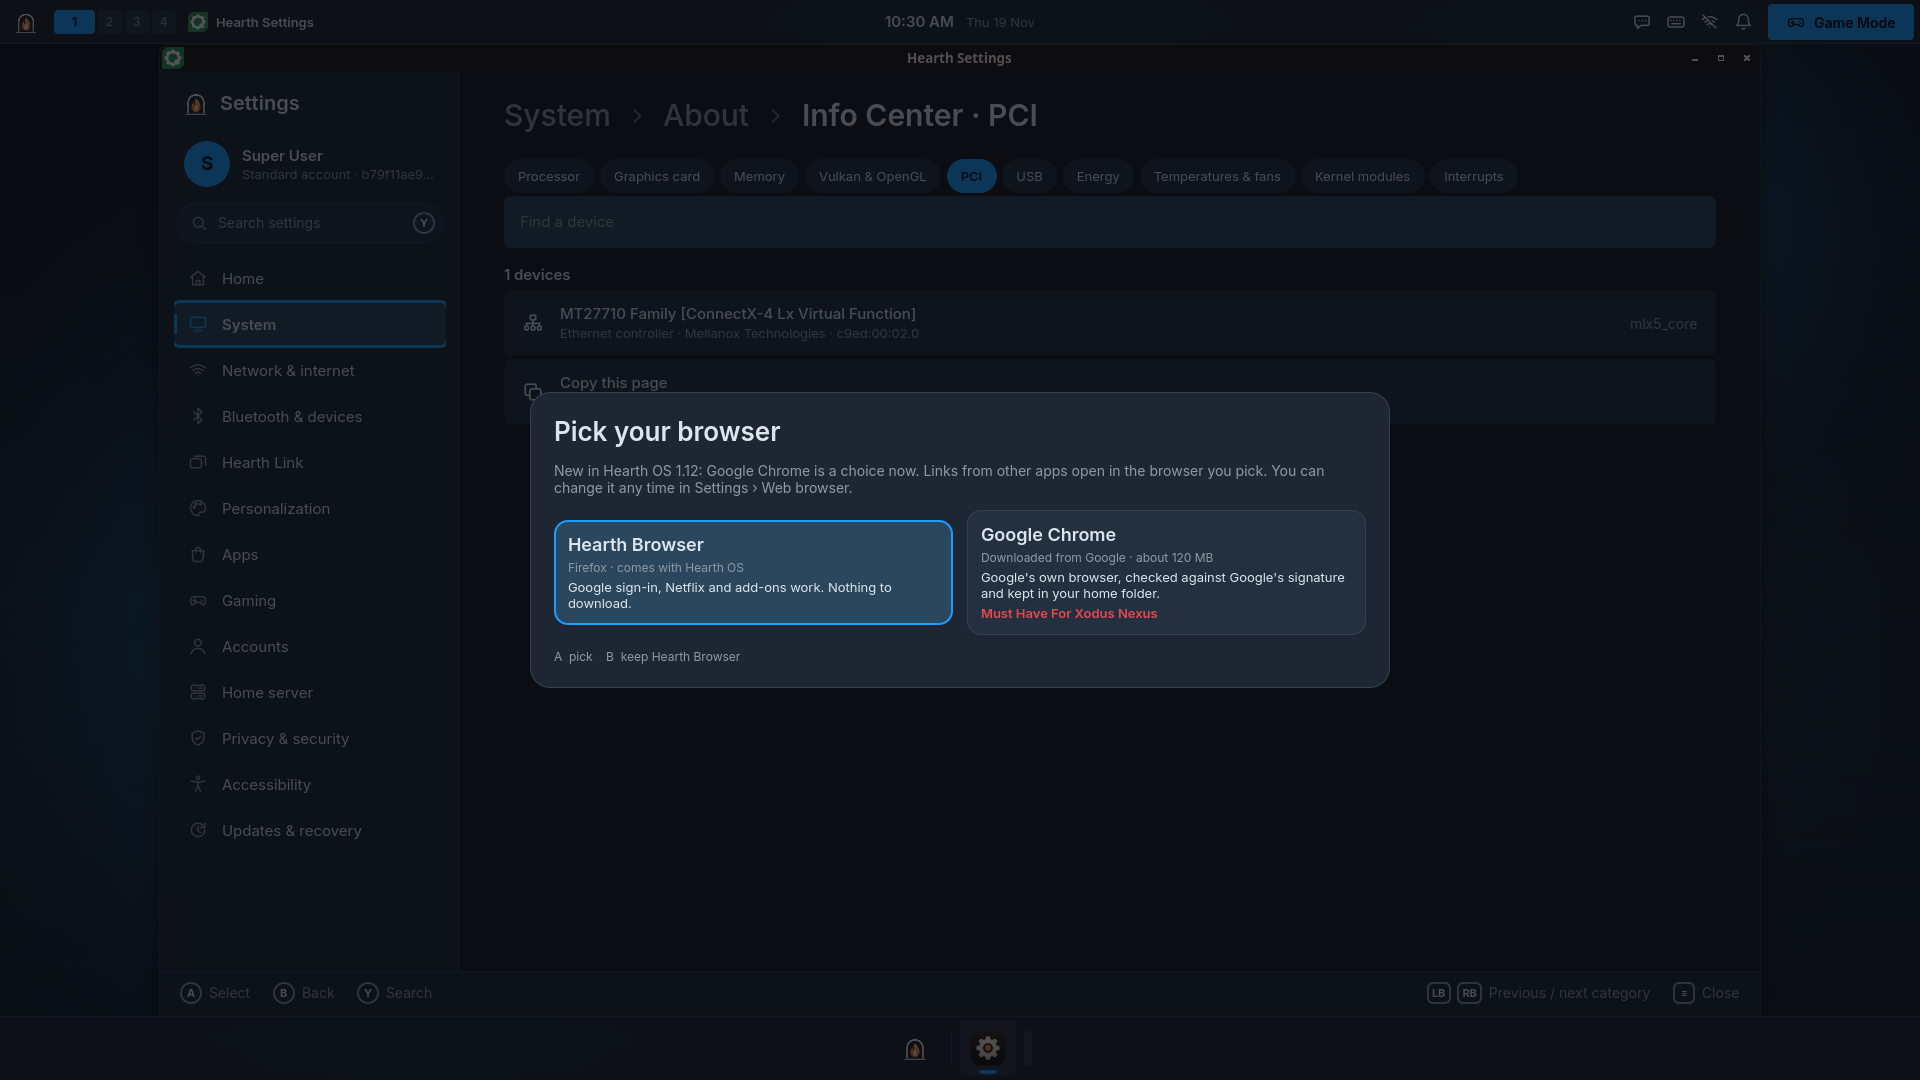 1 2 3 4 Hearth Settings 10:30 AM Thu 19 Nov Game Mode
Hearth Settings
Settings
S
Super User
Standard account · b79f11ae9...
Search settings Y
Home
System
Network & internet
Bluetooth & devices
Hearth Link
Personalization
Apps
Gaming
Accounts
Home server
Privacy & security
Accessibility
Updates & recovery
System › About › Info Center · PCI
Processor Graphics card Memory Vulkan & OpenGL PCI USB Energy Temperatures & fans Kernel modules Interrupts
Find a device
1 devices
MT27710 Family [ConnectX-4 Lx Virtual Function]
Ethernet controller · Mellanox Technologies · c9ed:00:02.0
mlx5_core
Copy this page
Pick your browser
New in Hearth OS 1.12: Google Chrome is a choice now. Links from other apps open in the browser you pick. You can
change it any time in Settings › Web browser.
Hearth Browser
Firefox · comes with Hearth OS
Google sign-in, Netflix and add-ons work. Nothing to
download.
Google Chrome
Downloaded from Google · about 120 MB
Google's own browser, checked against Google's signature
and kept in your home folder.
Must Have For Xodus Nexus
A pick B keep Hearth Browser
A Select B Back Y Search LB RB Previous / next category ≡ Close